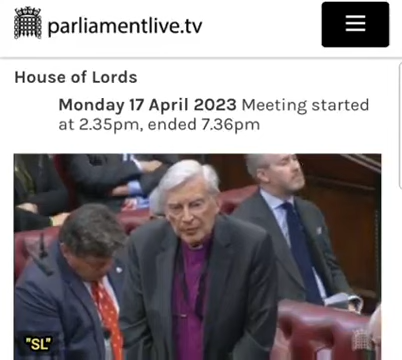 parliamentlive.tv
House of Lords
Monday 17 April 2023 Meeting started
at 2.35pm, ended 7.36pm
"SL"